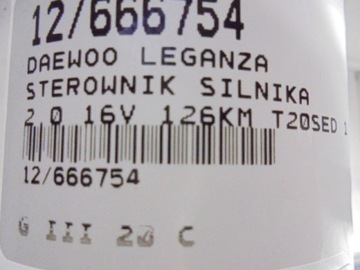 12/666754
DAEWOO LEGANZA
STEROWNIK SILNIKA
2.0 16V 126KM T20SED
12/666754
G III 20 C